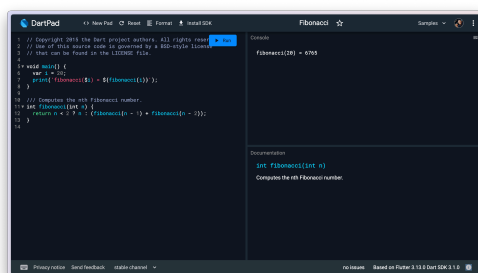 DartPad
New Pad
Reset
Format
Install SDK
Fibonacci
Samples
1 // Copyright 2015 the Dart project authors. All rights reser
2 // Use of this source code is governed by a BSD-style license
3 // that can be found in the LICENSE file.
4
5 void main() {
6 var i = 20;
7 print('fibonacci($i) = ${fibonacci(i)}');
8 }
9
10 /// Computes the nth Fibonacci number.
11 int fibonacci(int n) {
12 return n < 2 ? n : (fibonacci(n - 1) + fibonacci(n - 2));
13 }
14
Run
Console
fibonacci(20) = 6765
Documentation
int fibonacci(int n)
Computes the nth Fibonacci number.
Privacy notice
Send feedback
stable channel
no issues
Based on Flutter 3.13.0 Dart SDK 3.1.0